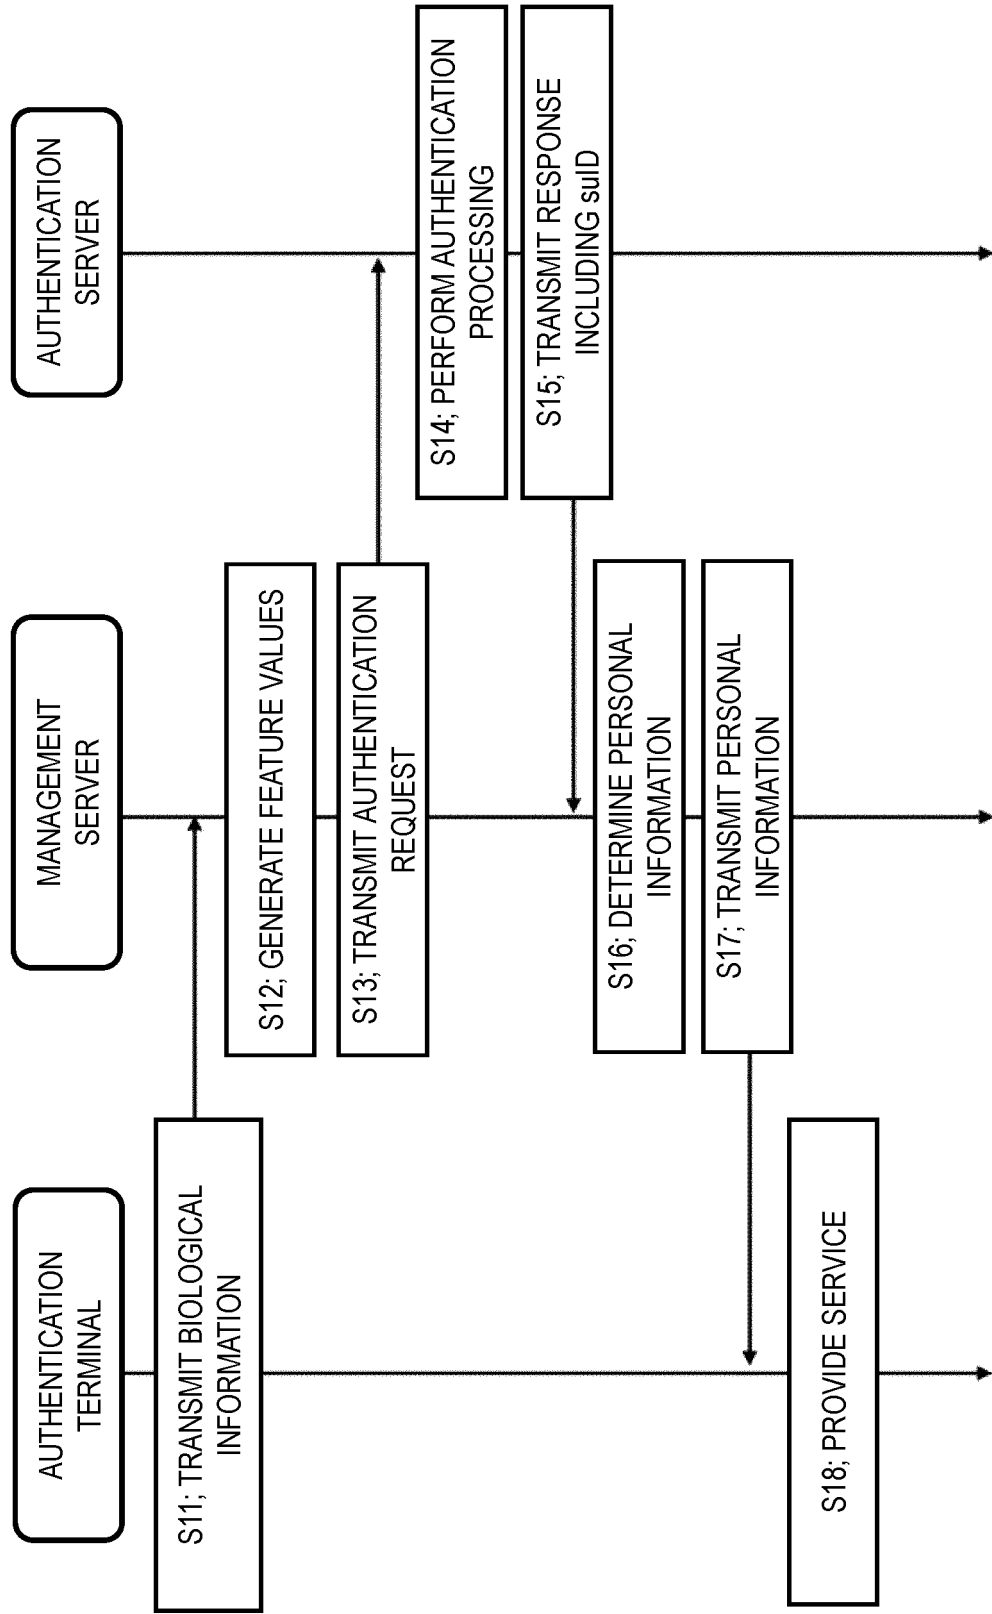 AUTHENTICATION
TERMINAL
MANAGEMENT
SERVER
AUTHENTICATION
SERVER
S11; TRANSMIT BIOLOGICAL
INFORMATION
S12; GENERATE FEATURE VALUES
S13; TRANSMIT AUTHENTICATION
REQUEST
S14; PERFORM AUTHENTICATION
PROCESSING
S15; TRANSMIT RESPONSE
INCLUDING suID
S16; DETERMINE PERSONAL
INFORMATION
S17; TRANSMIT PERSONAL
INFORMATION
S18; PROVIDE SERVICE